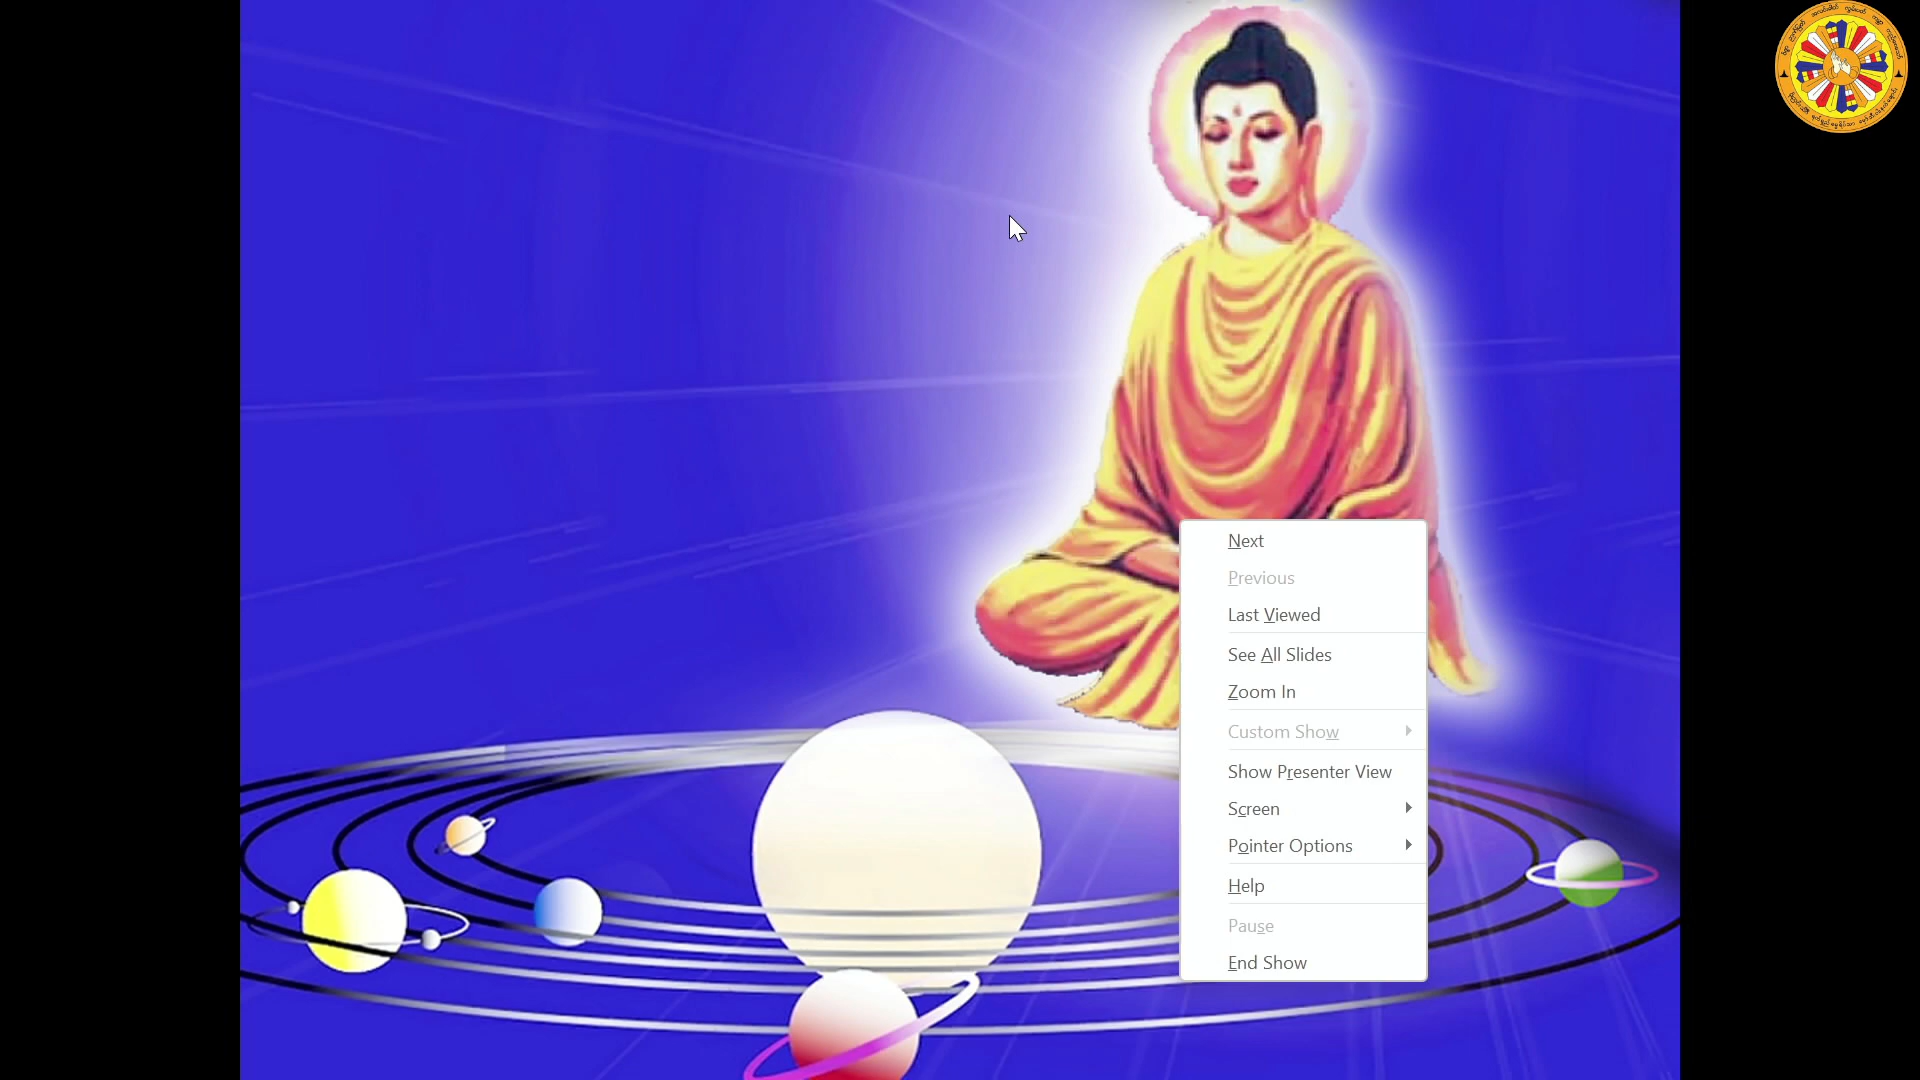 Next
Previous
Last Viewed
See All Slides
Zoom In
Custom Show
Show Presenter View
Screen
Pointer Options
Help
Pause
End Show